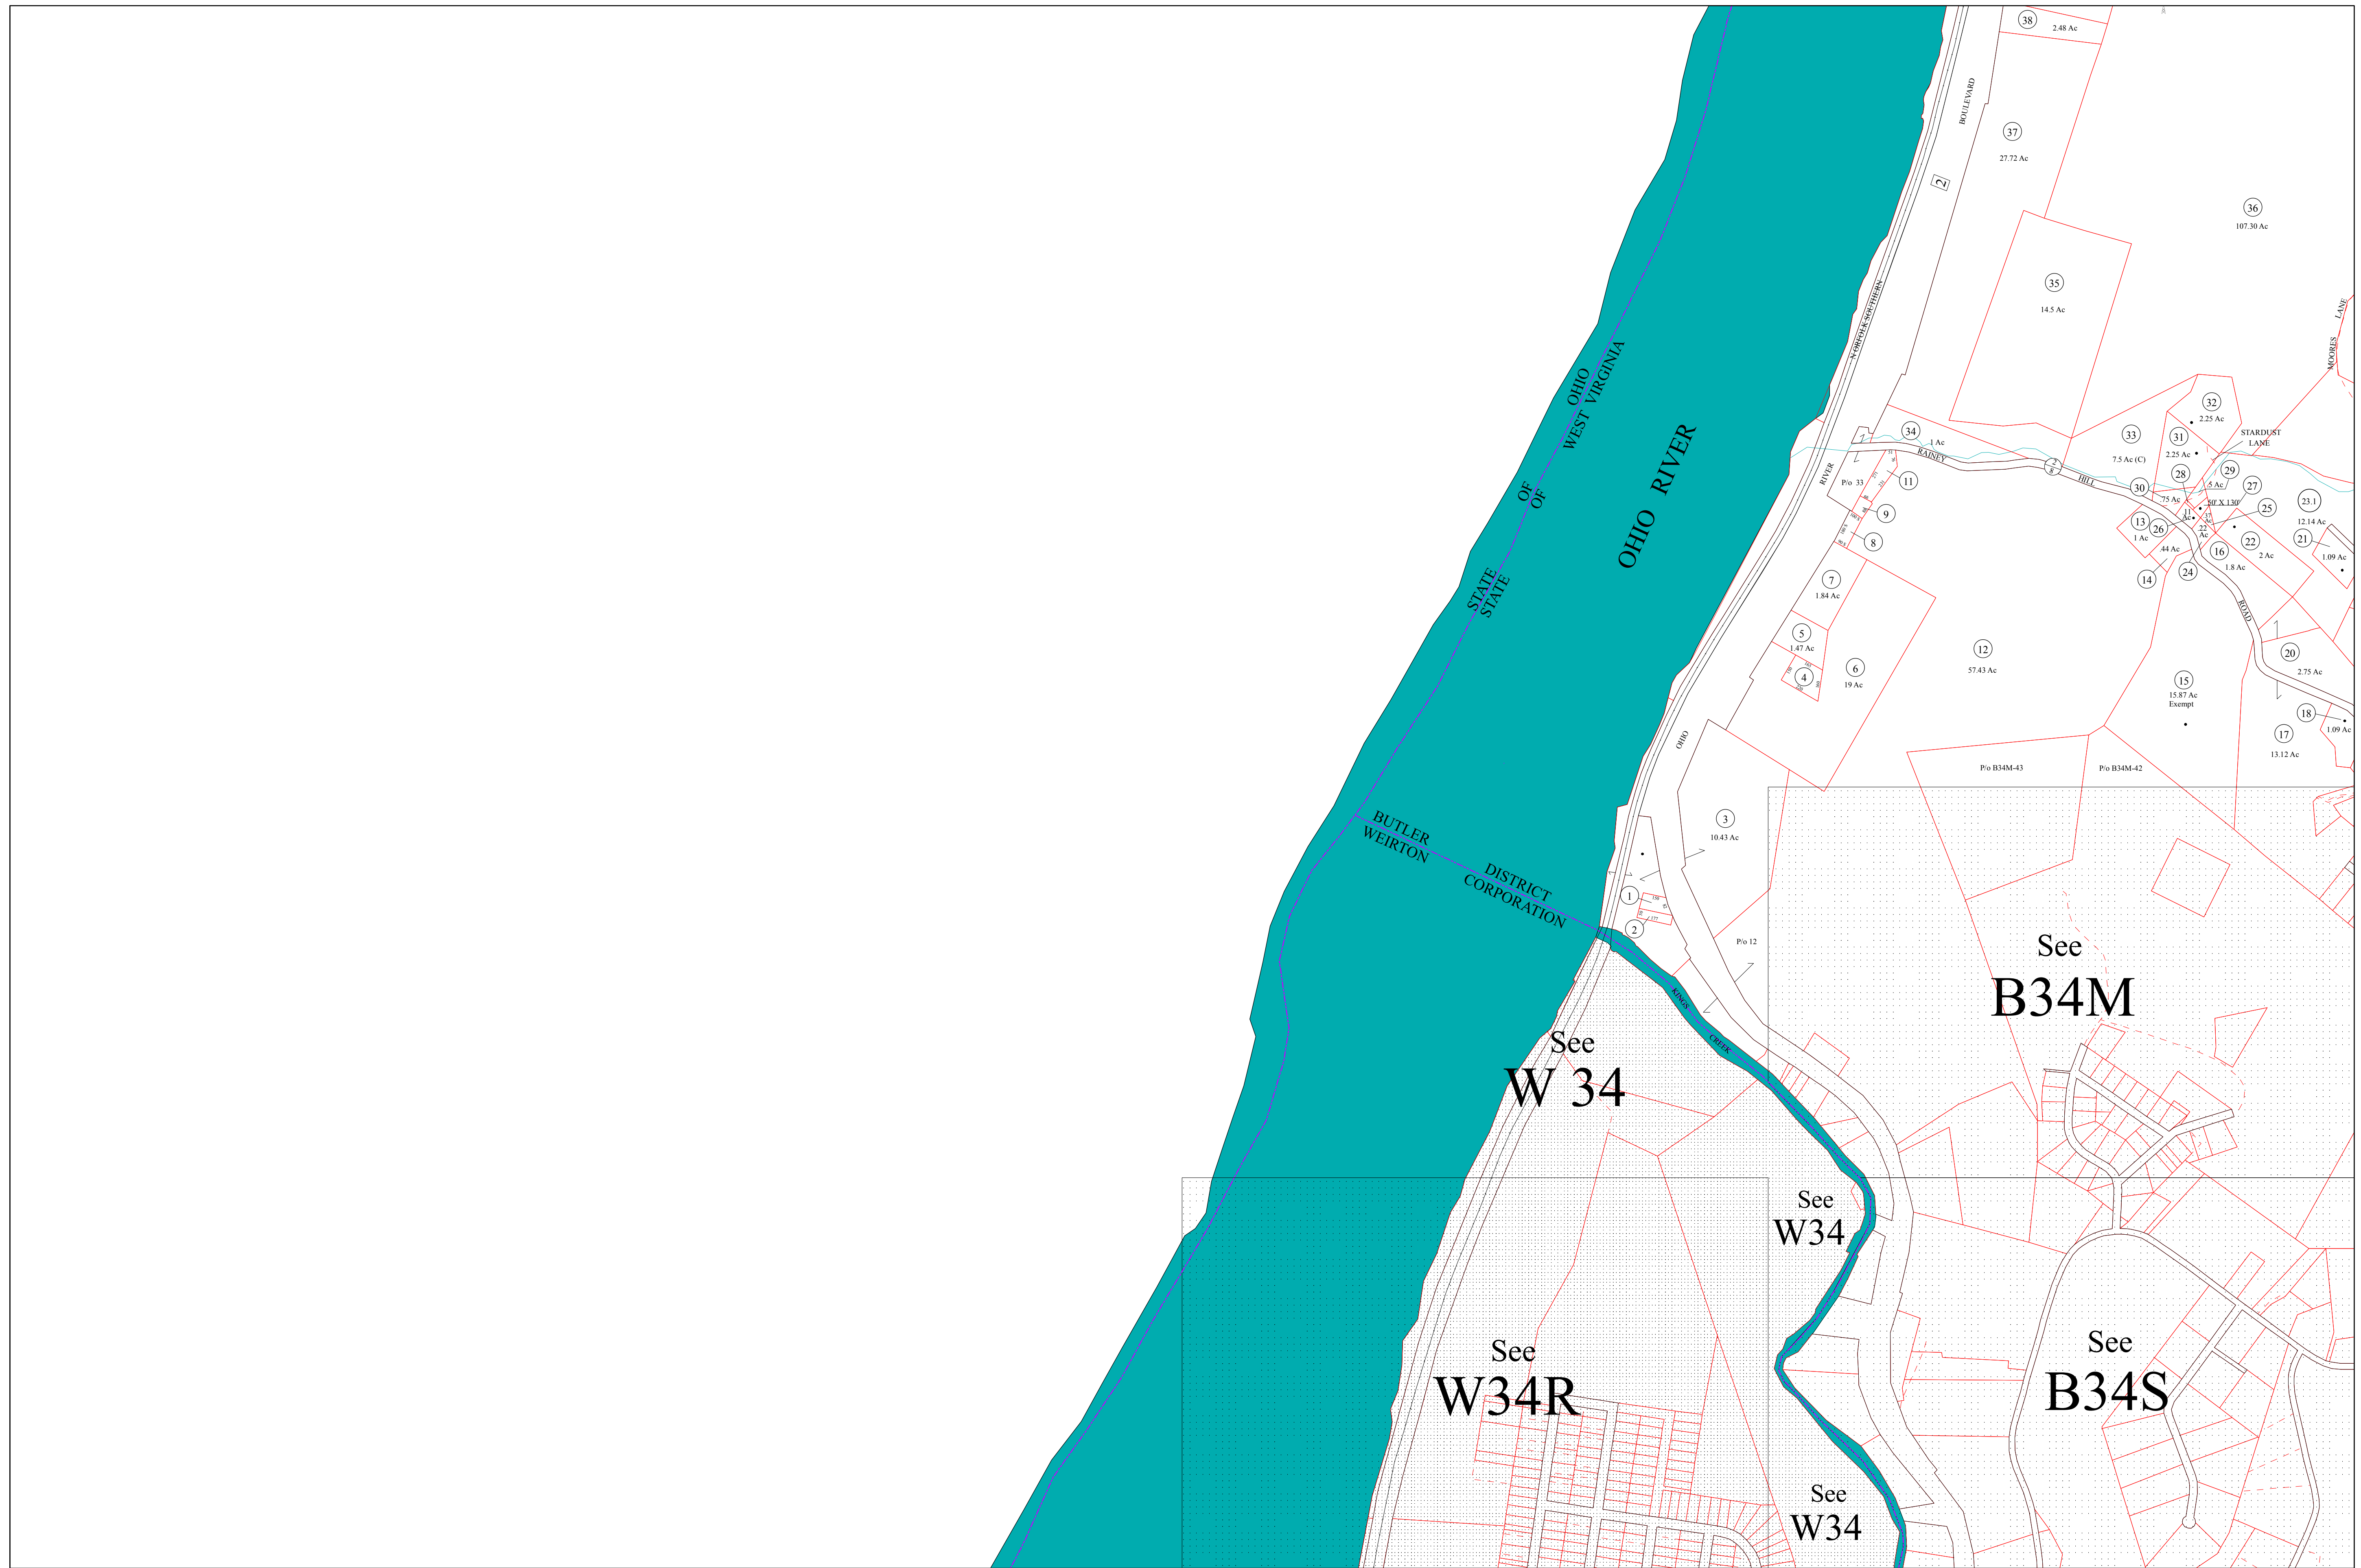 38
2.48 Ac
BOULEVARD
37
27.72 Ac
2
36
107.30 Ac
35
14.5 Ac
NORFOLK SOUTHERN
MOORES LANE
OHIO
WEST VIRGINIA
OF
OF
STATE
STATE
OHIO RIVER
32
2.25 Ac
34
1 Ac
33
7.5 Ac (C)
31
2.25 Ac
STARDUST
LANE
RAINEY
HILL
ROAD
2
8
RIVER
P/o 33
11
9
8
28
29
.5 Ac
27
30
.75 Ac
50' X 130'
25
23.1
12.14 Ac
13
1 Ac
26
.11
Ac
.22
Ac
.44 Ac
14
24
16
1.8 Ac
22
2 Ac
21
1.09 Ac
7
1.84 Ac
5
1.47 Ac
4
6
19 Ac
12
57.43 Ac
20
2.75 Ac
15
15.87 Ac
Exempt
18
1.09 Ac
17
13.12 Ac
OHIO
P/o B34M-43
P/o B34M-42
3
10.43 Ac
BUTLER
WEIRTON
DISTRICT
CORPORATION
1
2
177
P/o 12
KINGS
CREEK
See
B34M
See
W 34
See
W34
See
W34R
See
B34S
See
W34